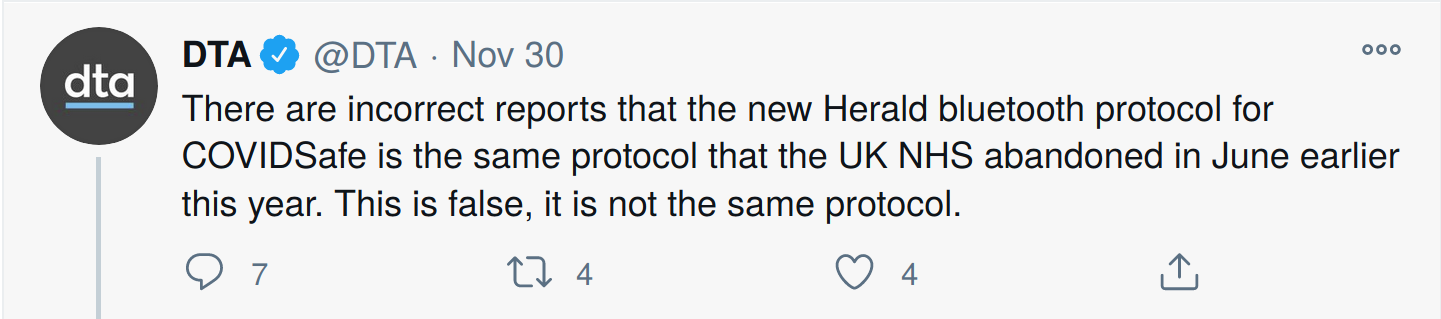 dta
DTA @DTA · Nov 30
There are incorrect reports that the new Herald bluetooth protocol for
COVIDSafe is the same protocol that the UK NHS abandoned in June earlier
this year. This is false, it is not the same protocol.
7 4 4